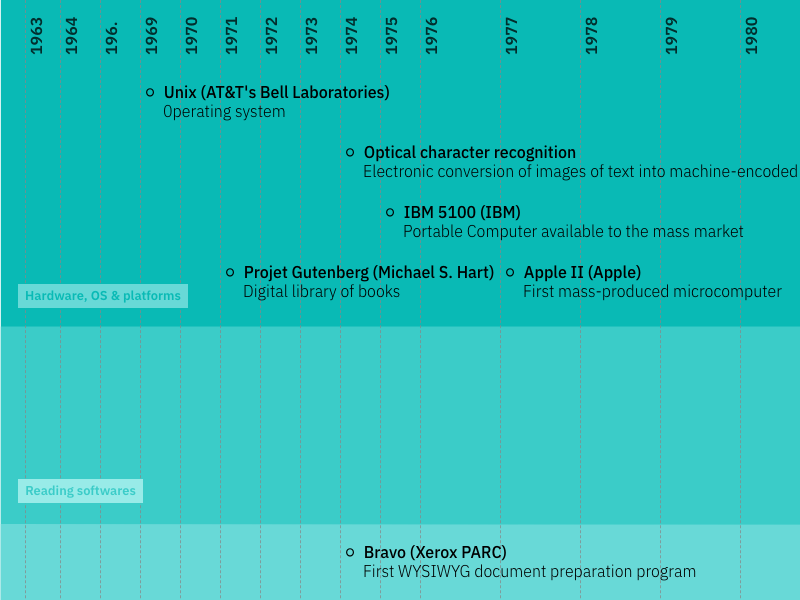 1963 1964 196. 1969 1970 1971 1972 1973 1974 1975 1976 1977 1978 1979 1980
Unix (AT&T's Bell Laboratories)
Operating system
Optical character recognition
Electronic conversion of images of text into machine-encoded
IBM 5100 (IBM)
Portable Computer available to the mass market
Projet Gutenberg (Michael S. Hart)
Digital library of books
Apple II (Apple)
First mass-produced microcomputer
Hardware, OS & platforms
Reading softwares
Bravo (Xerox PARC)
First WYSIWYG document preparation program